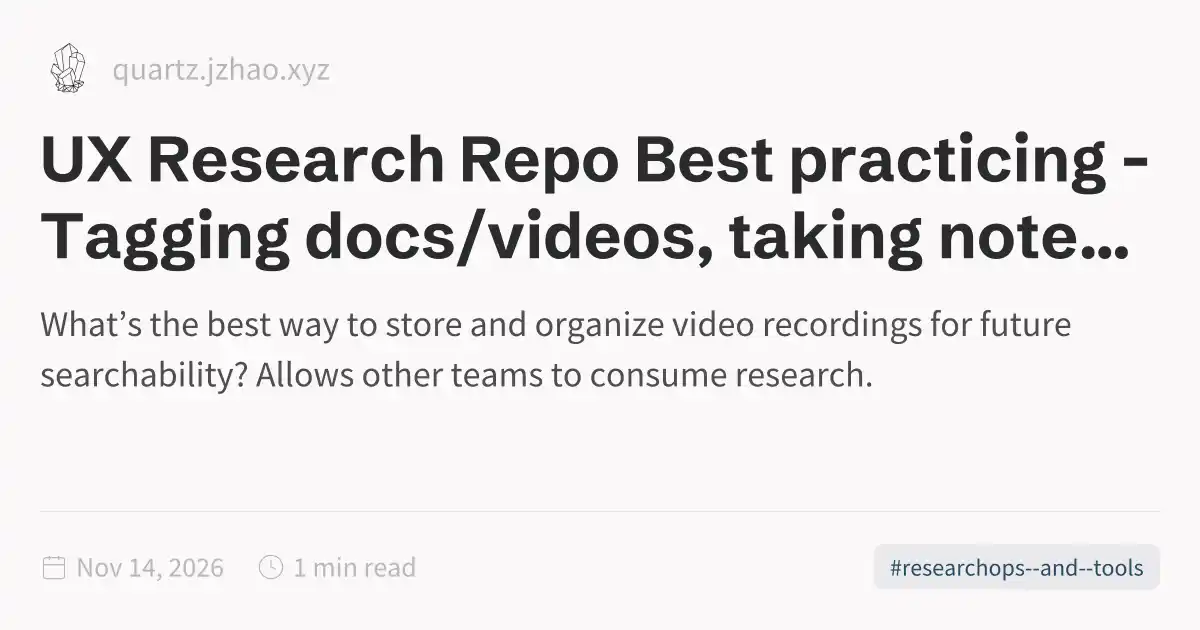 quartz.jzhao.xyz
UX Research Repo Best practicing -
Tagging docs/videos, taking note...
What’s the best way to store and organize video recordings for future
searchability? Allows other teams to consume research.
Nov 14, 2026 1 min read #researchops--and--tools